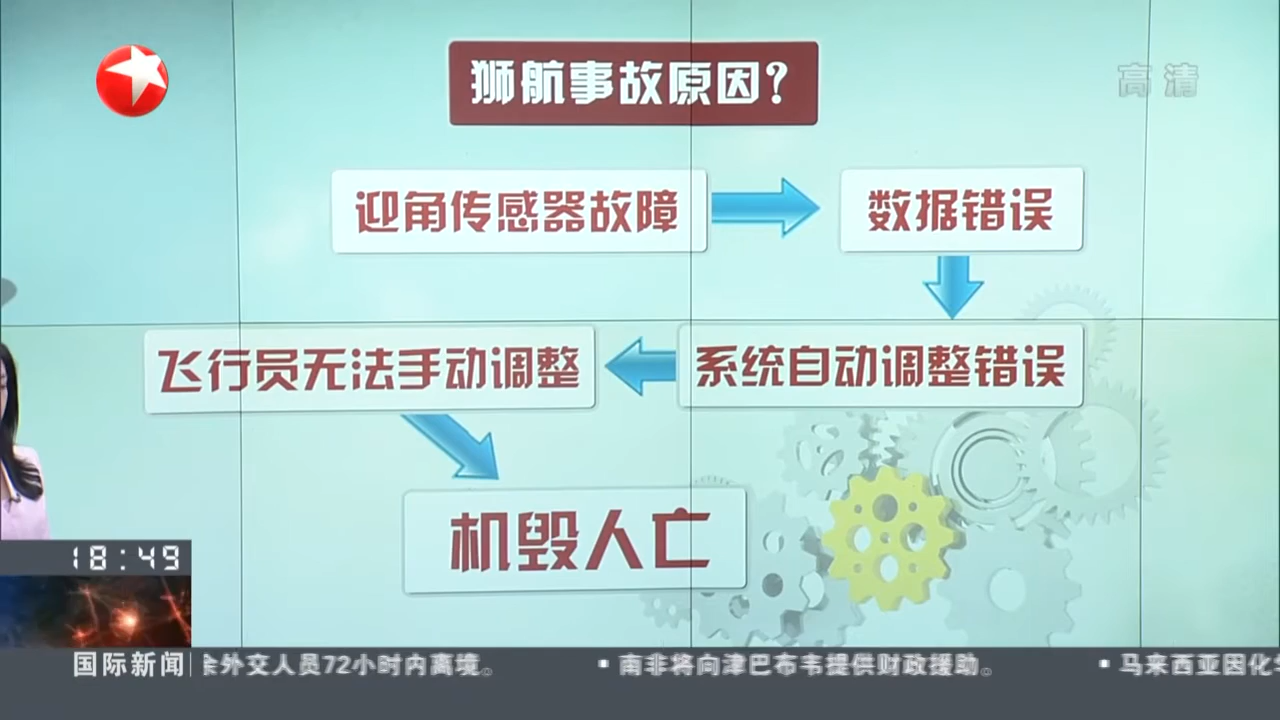 狮航事故原因?
高清
迎角传感器故障
数据错误
系统自动调整错误
飞行员无法手动调整
机毁人亡
18:49
国际新闻
外交人员72小时内离境。
▪南非将向津巴布韦提供财政援助。
▪马来西亚因化